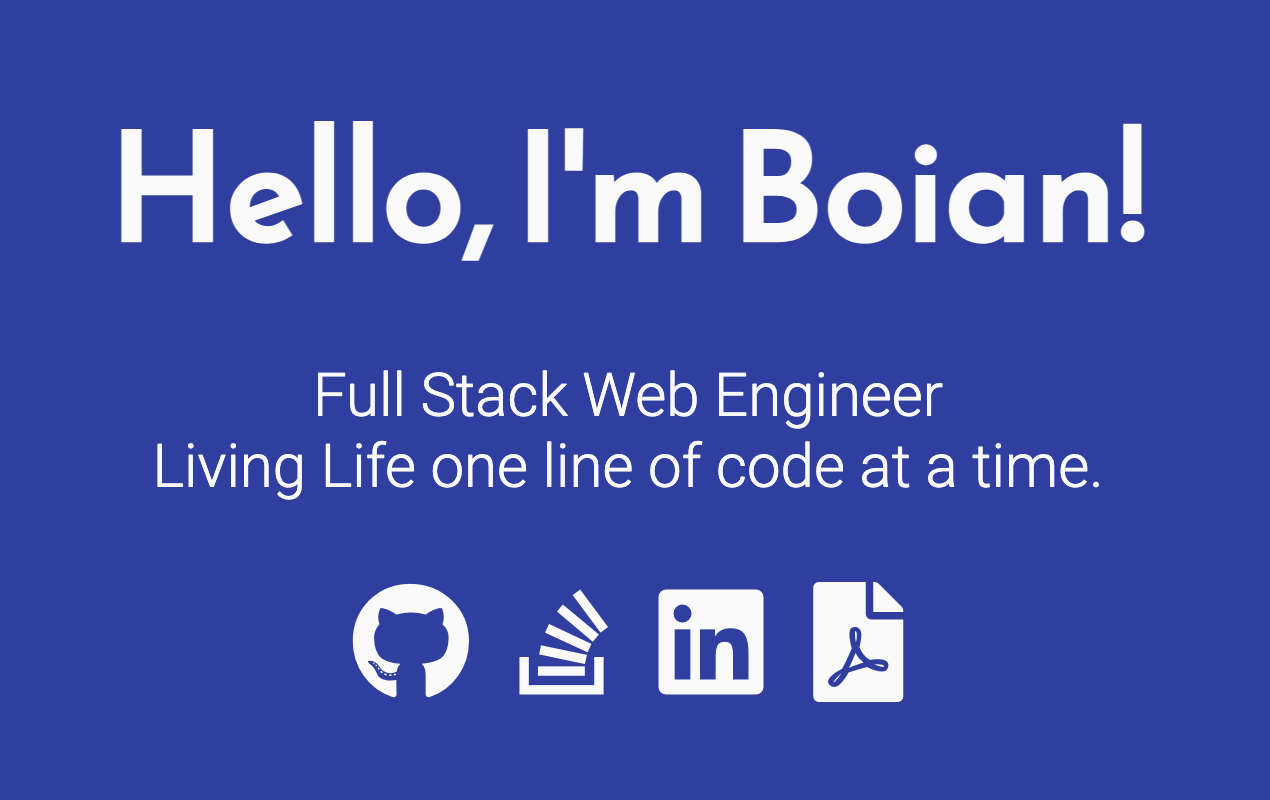 Hello, I'm Boian!
Full Stack Web Engineer
Living Life one line of code at a time.
in